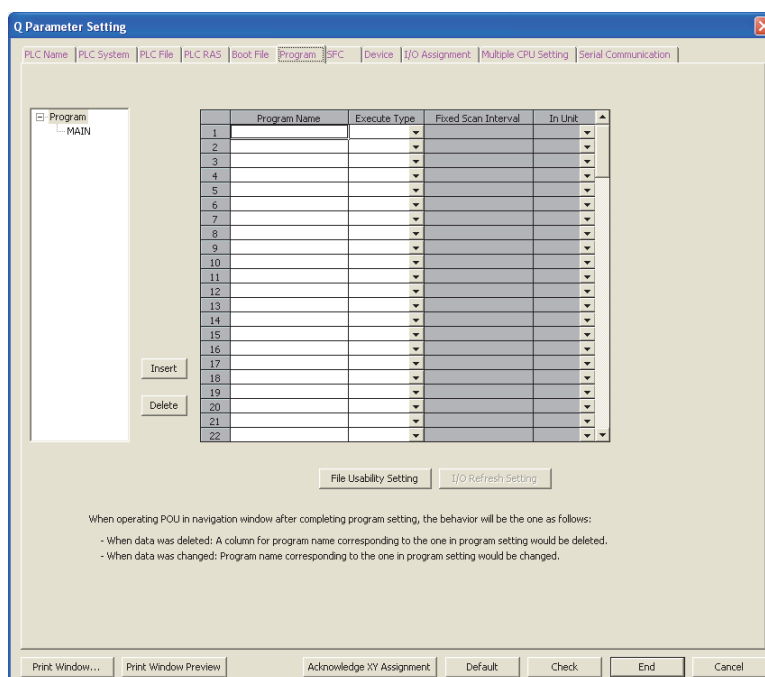 Q Parameter Setting
PLC Name PLC System PLC File PLC RAS Boot File Program SFC Device I/O Assignment Multiple CPU Setting Serial Communication
Program
MAIN
Program Name Execute Type Fixed Scan Interval In Unit
1
2
3
4
5
6
7
8
9
10
11
12
13
14
15
16
17
18
19
20
21
22
Insert
Delete
File Usability Setting I/O Refresh Setting
When operating POU in navigation window after completing program setting, the behavior will be the one as follows:
- When data was deleted: A column for program name corresponding to the one in program setting would be deleted.
- When data was changed: Program name corresponding to the one in program setting would be changed.
Print Window... Print Window Preview Acknowledge XY Assignment Default Check End Cancel